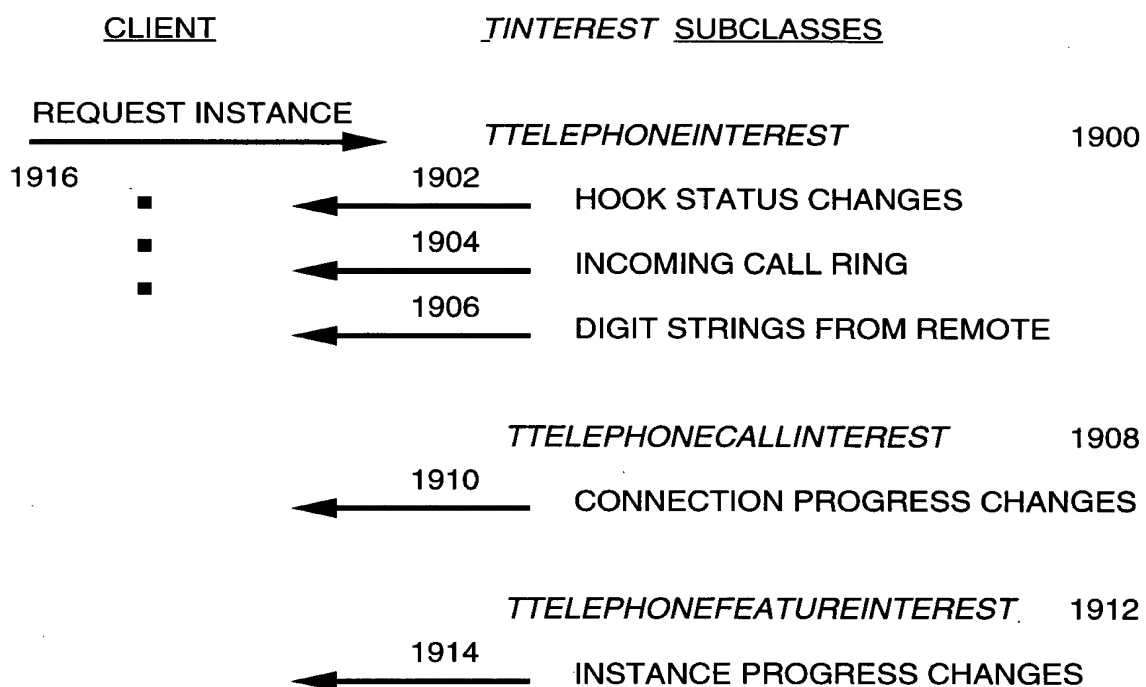 CLIENT TINTEREST SUBCLASSES
REQUEST INSTANCE
TTELEPHONEINTEREST 1900
1916
1902
HOOK STATUS CHANGES
1904
INCOMING CALL RING
1906
DIGIT STRINGS FROM REMOTE
TTELEPHONECALLINTEREST 1908
1910
CONNECTION PROGRESS CHANGES
TTELEPHONEFEATUREINTEREST 1912
1914
INSTANCE PROGRESS CHANGES